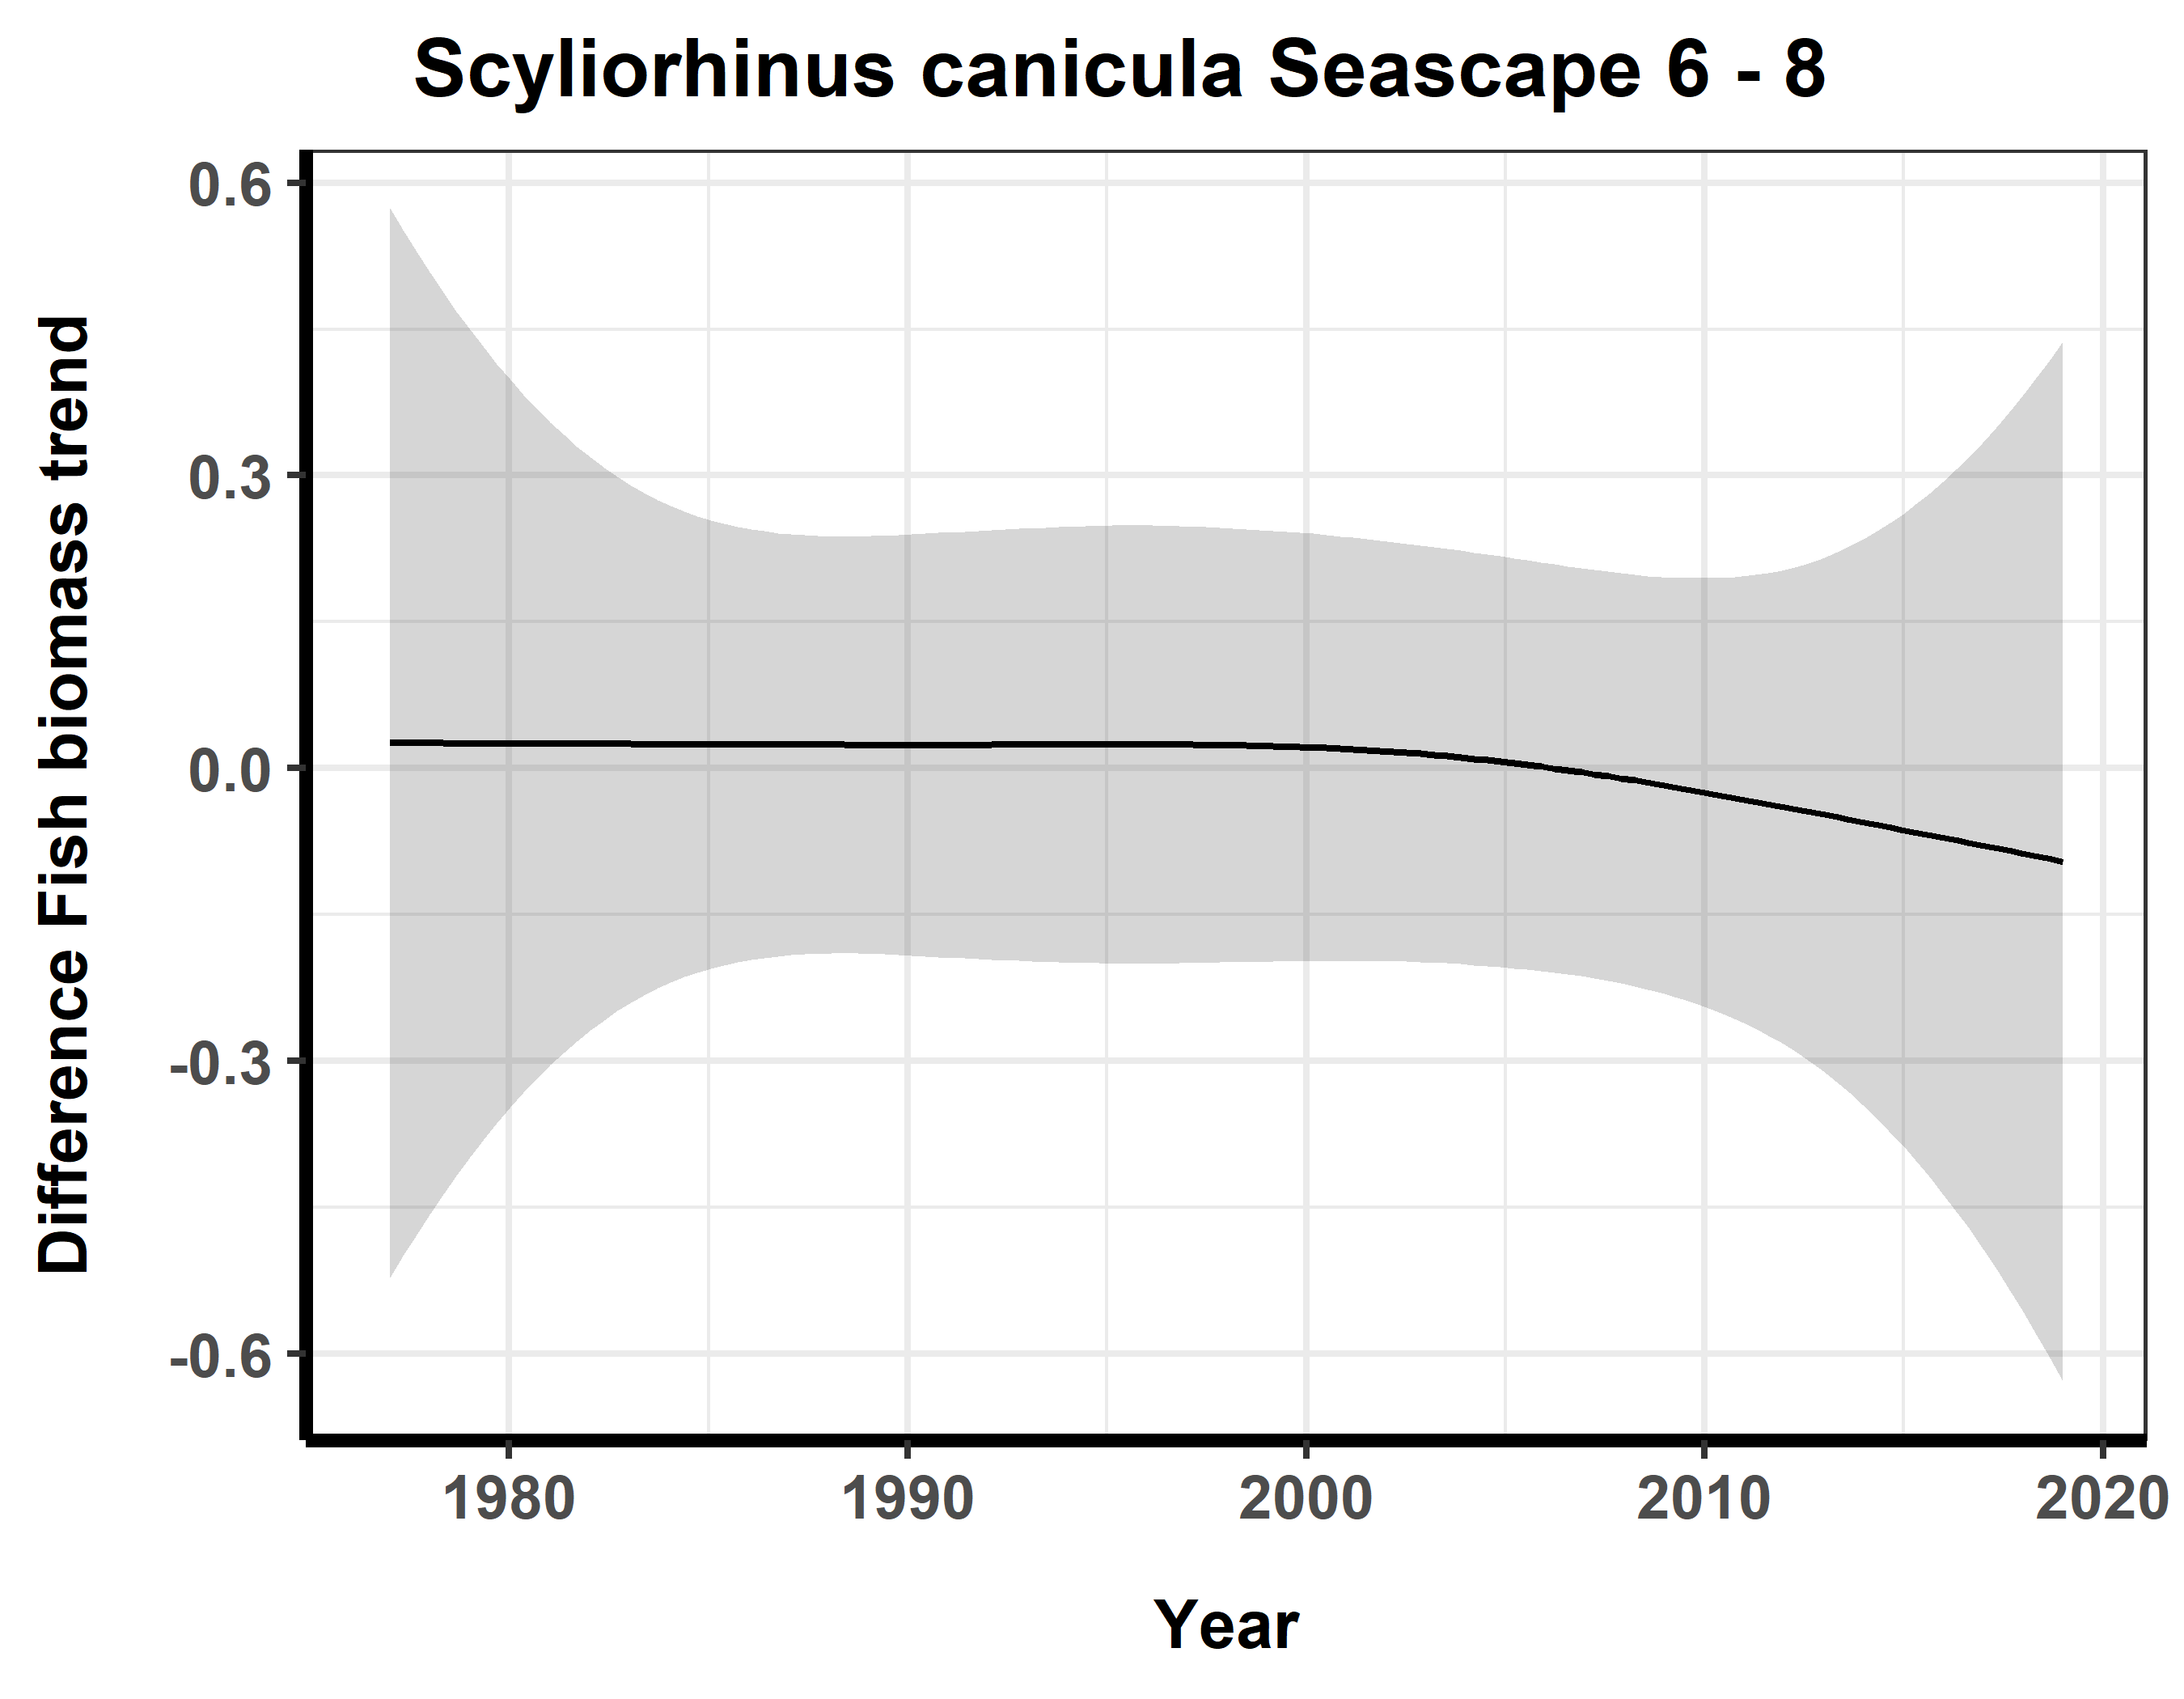 Scyliorhinus canicula Seascape 6 - 8
Difference Fish biomass trend
0.6
0.3
0.0
-0.3
-0.6
1980 1990 2000 2010 2020
Year